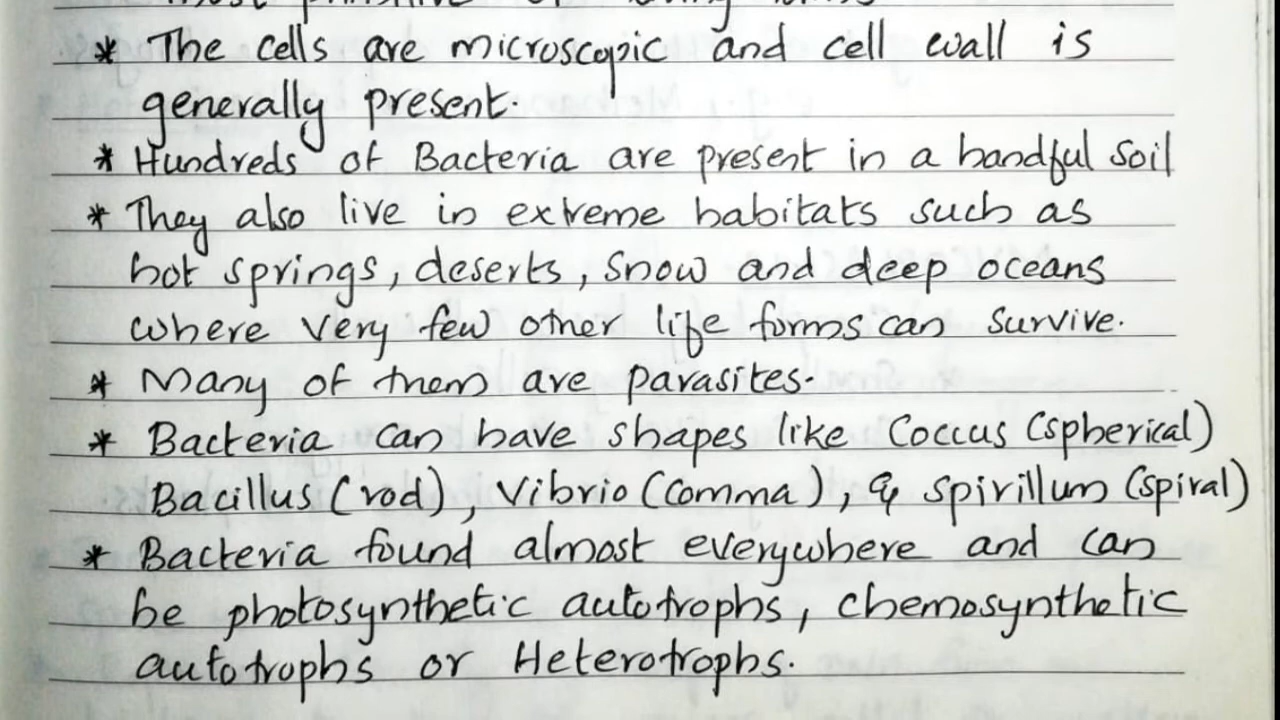 * The cells are microscopic and cell wall is
generally present.
* Hundreds of Bacteria are present in a handful soil
* They also live in extreme habitats such as
hot springs, deserts, snow and deep oceans
where very few other life forms can survive.
* Many of them are parasites.
* Bacteria can have shapes like Coccus (spherical)
Bacillus (rod), Vibrio (comma), & spirillum (spiral)
* Bacteria found almost everywhere and can
be photosynthetic autotrophs, chemosynthetic
autotrophs or Heterotrophs.